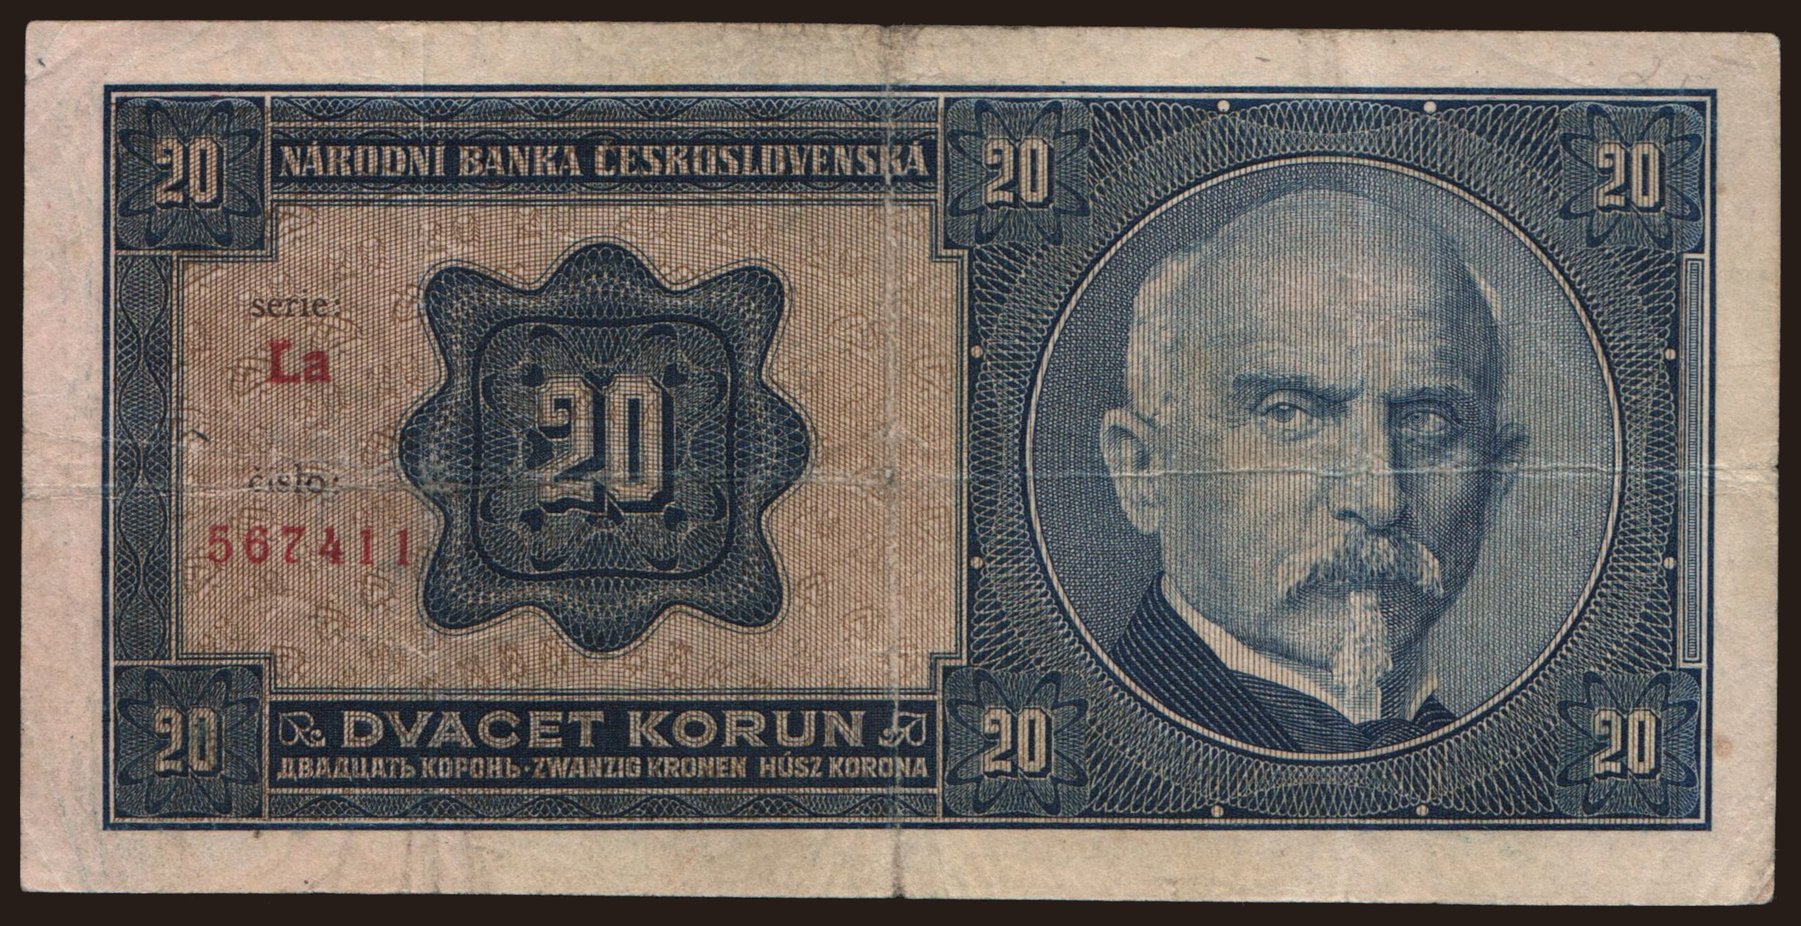 20 NÁRODNÍ BANKA ČESKOSLOVENSKÁ 20 20
serie:
La
20
číslo:
567411
20 DVACET KORUN 20 20
ДВАДЦАТЬ КОРОНЬ·ZWANZIG KRONEN HÚSZ KORONA